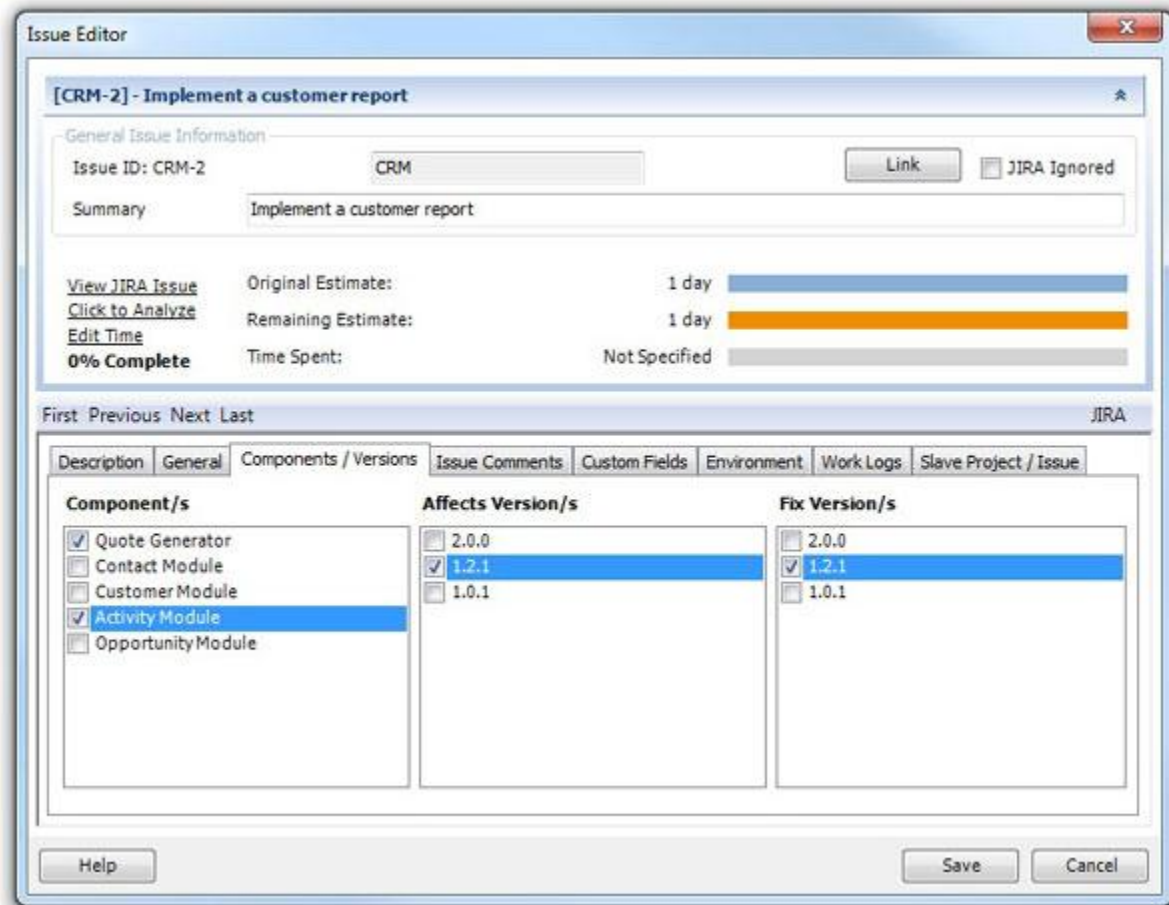 Issue Editor
X
[CRM-2] - Implement a customer report
General Issue Information
Issue ID: CRM-2 CRM Link JIRA Ignored
Summary Implement a customer report
View JIRA Issue Original Estimate: 1 day
Click to Analyze
Remaining Estimate: 1 day
Edit Time
0% Complete Time Spent: Not Specified
First Previous Next Last JIRA
Description General Components / Versions Issue Comments Custom Fields Environment Work Logs Slave Project / Issue
Component/s Affects Version/s Fix Version/s
Quote Generator 2.0.0 2.0.0
Contact Module 1.2.1 1.2.1
Customer Module 1.0.1 1.0.1
Activity Module
Opportunity Module
Help Save Cancel